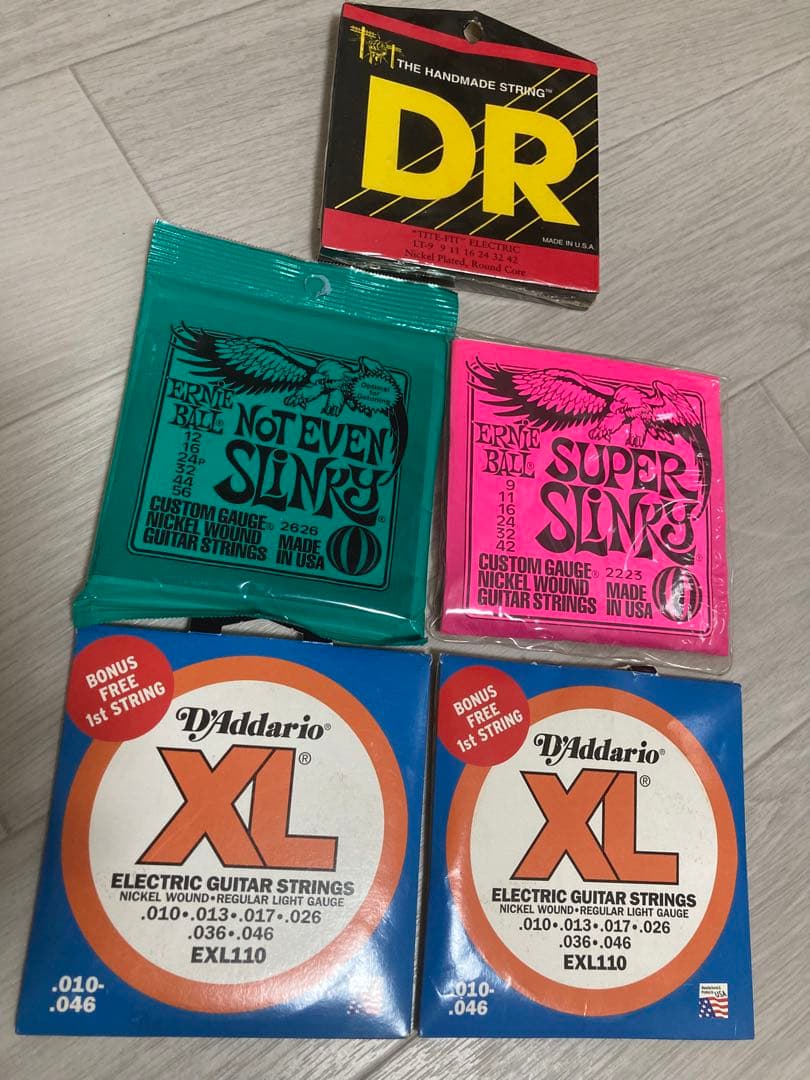 THE HANDMADE STRING™
DR
MADE IN U.S.A.
"TITE-FIT" ELECTRIC
LT-9 9 11 16 24 32 42
Nickel Plated, Round Core
Optimal
for
Detuning
ERNIE
BALL®
NOT EVEN
SLINKY®
12
16
24P
32
44
56
CUSTOM GAUGE® 2626
NICKEL WOUND
GUITAR STRINGS
MADE
IN USA
ERNIE
BALL®
SUPER
SLINKY®
9
11
16
24
32
42
CUSTOM GAUGE® 2223
NICKEL WOUND
GUITAR STRINGS
MADE
IN USA
BONUS
FREE
1st STRING
D'Addario®
XL®
ELECTRIC GUITAR STRINGS
NICKEL WOUND•REGULAR LIGHT GAUGE
.010•.013•.017•.026
.036•.046
EXL110
.010-
.046
BONUS
FREE
1st STRING
D'Addario®
XL®
ELECTRIC GUITAR STRINGS
NICKEL WOUND•REGULAR LIGHT GAUGE
.010•.013•.017•.026
.036•.046
EXL110
.010-
.046
USA